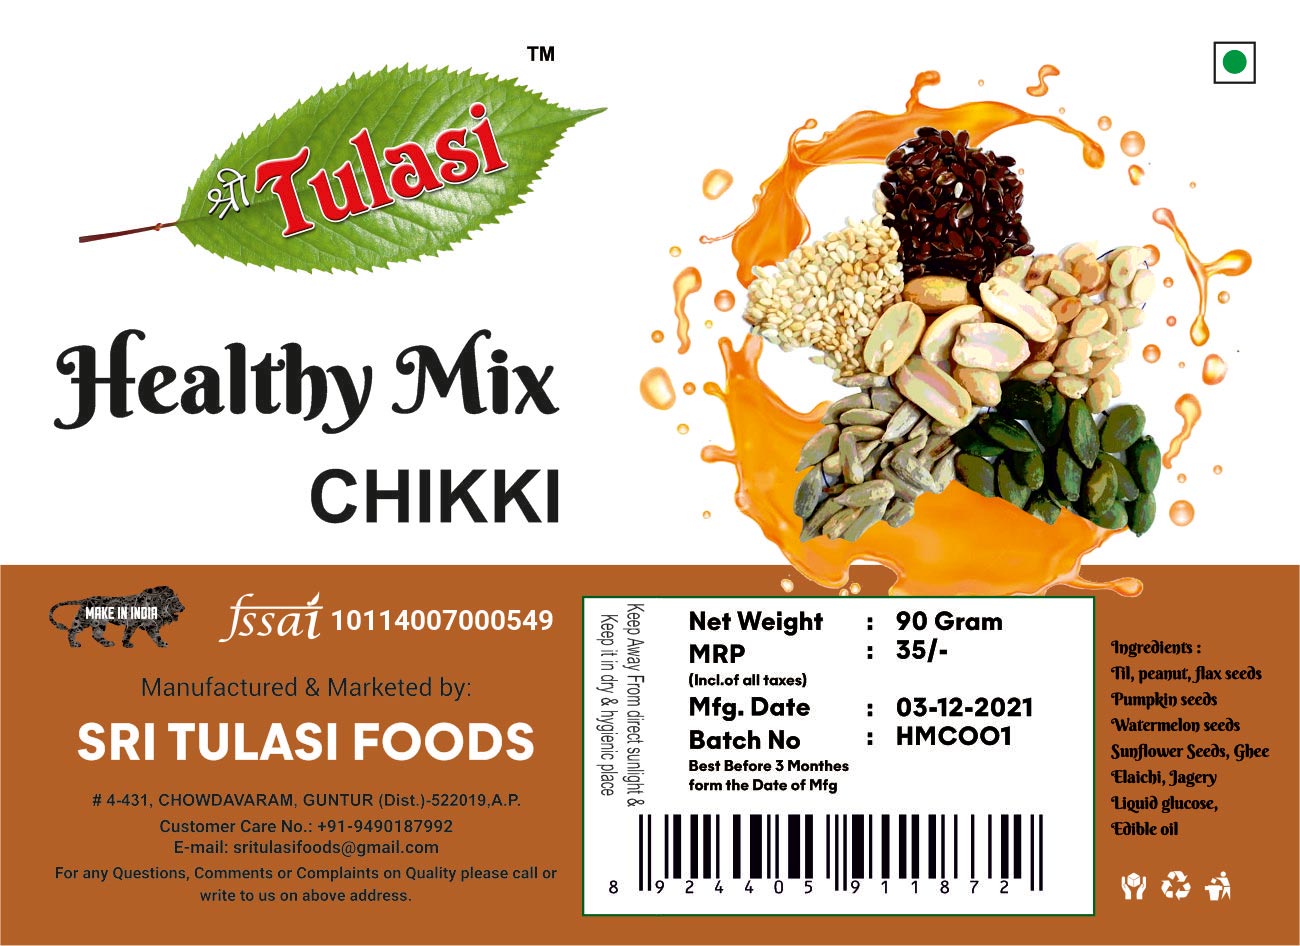 TM
श्री Tulasi
Healthy Mix
CHIKKI
MAKE IN INDIA
fssai 10114007000549
Manufactured & Marketed by:
SRI TULASI FOODS
# 4-431, CHOWDAVARAM, GUNTUR (Dist.)-522019,A.P.
Customer Care No.: +91-9490187992
E-mail: sritulasifoods@gmail.com
For any Questions, Comments or Complaints on Quality please call or
write to us on above address.
Keep Away From direct sunlight &
Keep it in dry & hygienic place
Net Weight : 90 Gram
MRP : 35/-
(Incl.of all taxes)
Mfg. Date : 03-12-2021
Batch No : HMCOO1
Best Before 3 Monthes
form the Date of Mfg
8 924405 911872
Ingredients :
Til, peanut, flax seeds
Pumpkin seeds
Watermelon seeds
Sunflower Seeds, Ghee
Elaichi, Jagery
Liquid glucose,
Edible oil